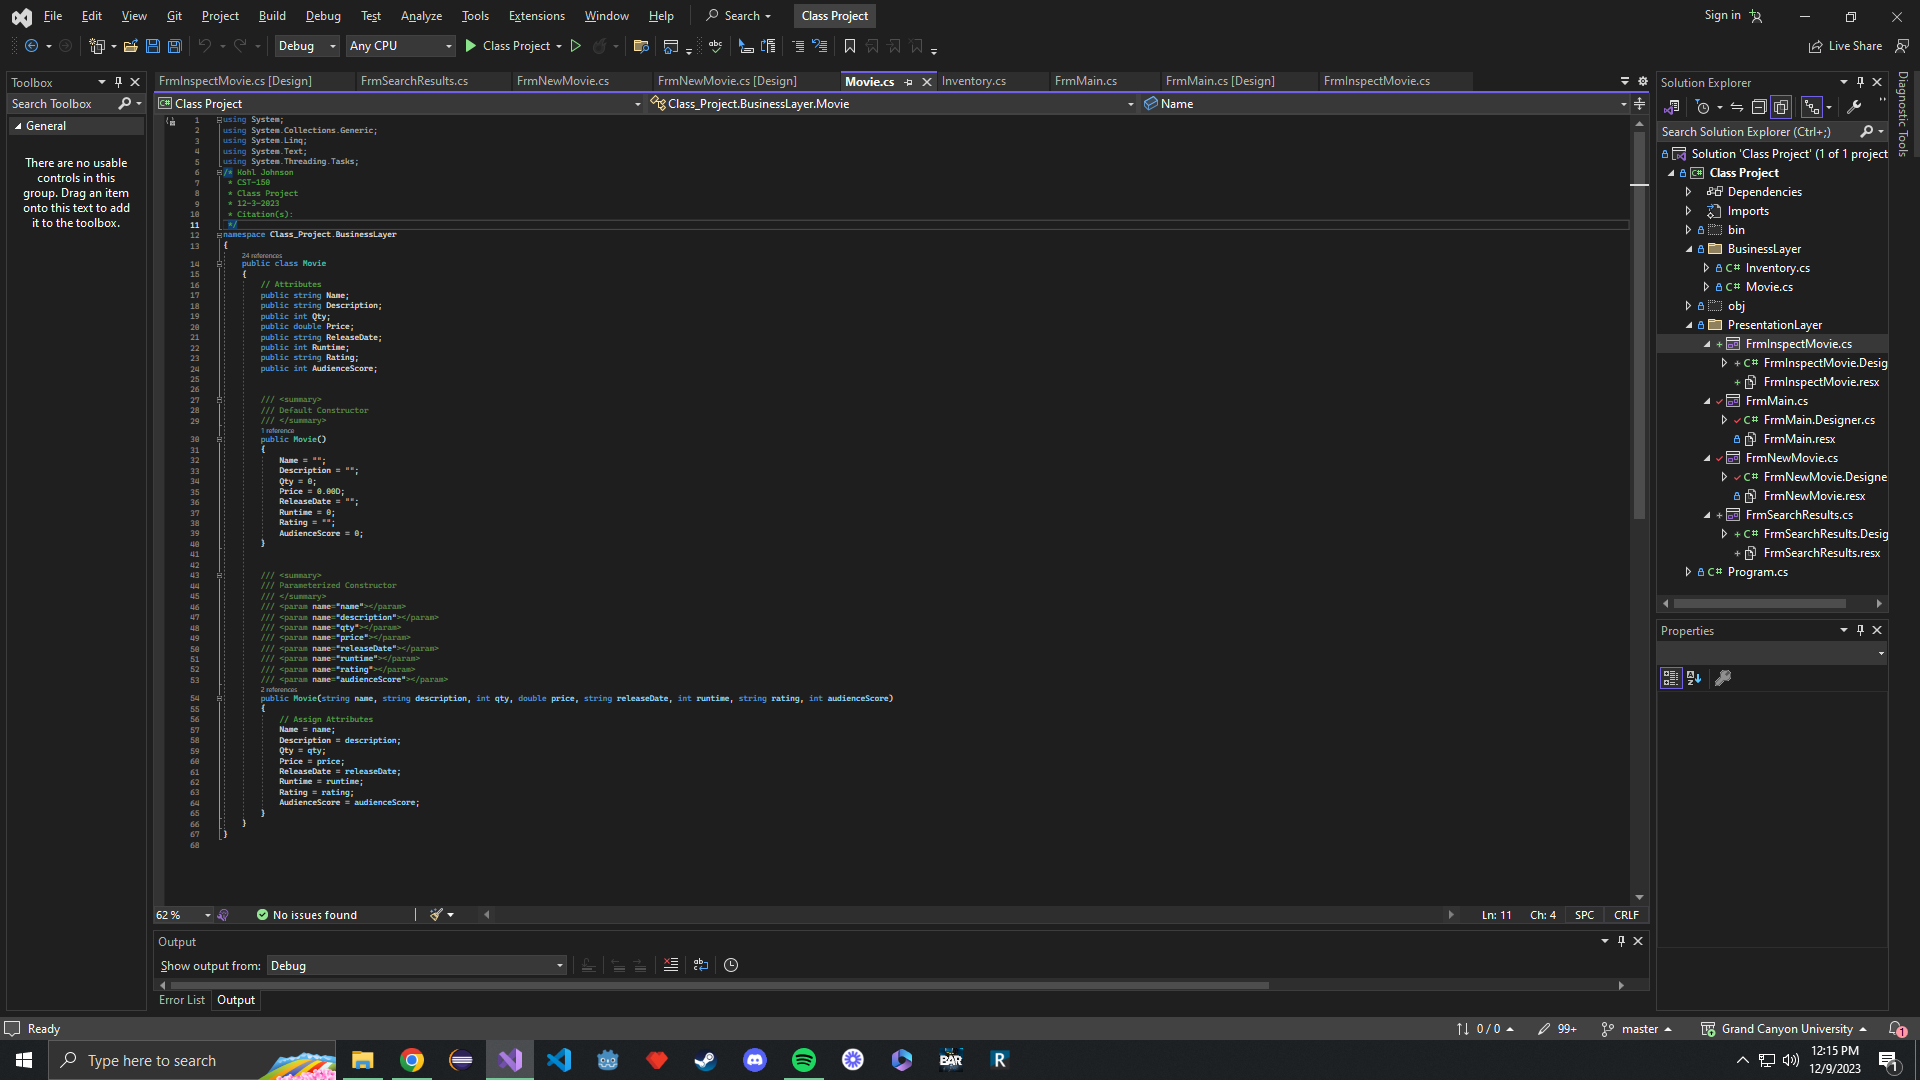 File Edit View Git Project Build Debug Test Analyze Tools Extensions Window Help Search Class Project Sign in
Debug Any CPU Class Project Live Share
Toolbox
Search Toolbox
General
There are no usable
controls in this
group. Drag an item
onto this text to add
it to the toolbox.
FrmInspectMovie.cs [Design] FrmSearchResults.cs FrmNewMovie.cs FrmNewMovie.cs [Design] Movie.cs Inventory.cs FrmMain.cs FrmMain.cs [Design] FrmInspectMovie.cs
Class Project Class_Project.BusinessLayer.Movie Name
1 using System;
2 using System.Collections.Generic;
3 using System.Linq;
4 using System.Text;
5 using System.Threading.Tasks;
6 /* Kohl Johnson
7 * CST-150
8 * Class Project
9 * 12-3-2023
10 * Citation(s):
11 */
12 namespace Class_Project.BusinessLayer
13 {
24 references
14 public class Movie
15 {
16 // Attributes
17 public string Name;
18 public string Description;
19 public int Qty;
20 public double Price;
21 public string ReleaseDate;
22 public int Runtime;
23 public string Rating;
24 public int AudienceScore;
25
26
27 /// <summary>
28 /// Default Constructor
29 /// </summary>
1 reference
30 public Movie()
31 {
32 Name = "";
33 Description = "";
34 Qty = 0;
35 Price = 0.00D;
36 ReleaseDate = "";
37 Runtime = 0;
38 Rating = "";
39 AudienceScore = 0;
40 }
41
42
43 /// <summary>
44 /// Parameterized Constructor
45 /// </summary>
46 /// <param name="name"></param>
47 /// <param name="description"></param>
48 /// <param name="qty"></param>
49 /// <param name="price"></param>
50 /// <param name="releaseDate"></param>
51 /// <param name="runtime"></param>
52 /// <param name="rating"></param>
53 /// <param name="audienceScore"></param>
2 references
54 public Movie(string name, string description, int qty, double price, string releaseDate, int runtime, string rating, int audienceScore)
55 {
56 // Assign Attributes
57 Name = name;
58 Description = description;
59 Qty = qty;
60 Price = price;
61 ReleaseDate = releaseDate;
62 Runtime = runtime;
63 Rating = rating;
64 AudienceScore = audienceScore;
65 }
66 }
67 }
68
62 % No issues found Ln: 11 Ch: 4 SPC CRLF
Output
Show output from: Debug
Error List Output
Solution Explorer
Search Solution Explorer (Ctrl+;)
Solution 'Class Project' (1 of 1 project
Class Project
Dependencies
Imports
bin
BusinessLayer
C# Inventory.cs
C# Movie.cs
obj
PresentationLayer
FrmInspectMovie.cs
C# FrmInspectMovie.Desig
FrmInspectMovie.resx
FrmMain.cs
C# FrmMain.Designer.cs
FrmMain.resx
FrmNewMovie.cs
C# FrmNewMovie.Designe
FrmNewMovie.resx
FrmSearchResults.cs
C# FrmSearchResults.Desig
FrmSearchResults.resx
C# Program.cs
Properties
Diagnostic Tools
Ready 0 / 0 99+ master Grand Canyon University 1
Type here to search BAR R 12:15 PM
12/9/2023 1